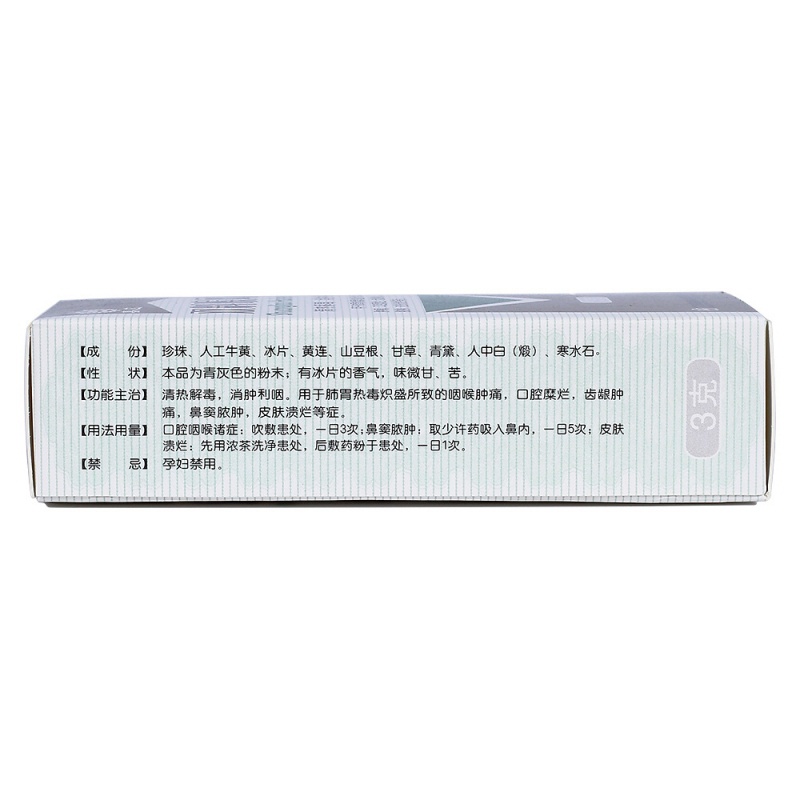 【成　　份】 珍珠、人工牛黄、冰片、黄连、山豆根、甘草、青黛、人中白（煅）、寒水石。
【性　　状】 本品为青灰色的粉末；有冰片的香气，味微甘、苦。
【功能主治】 清热解毒，消肿利咽。用于肺胃热毒炽盛所致的咽喉肿痛，口腔糜烂，齿龈肿
痛，鼻窦脓肿，皮肤溃烂等症。
【用法用量】 口腔咽喉诸症：吹敷患处，一日3次;鼻窦脓肿：取少许药吸入鼻内，一日5次；皮肤
溃烂：先用浓茶洗净患处，后敷药粉于患处，一日1次。
【禁　　忌】 孕妇禁用。
3克